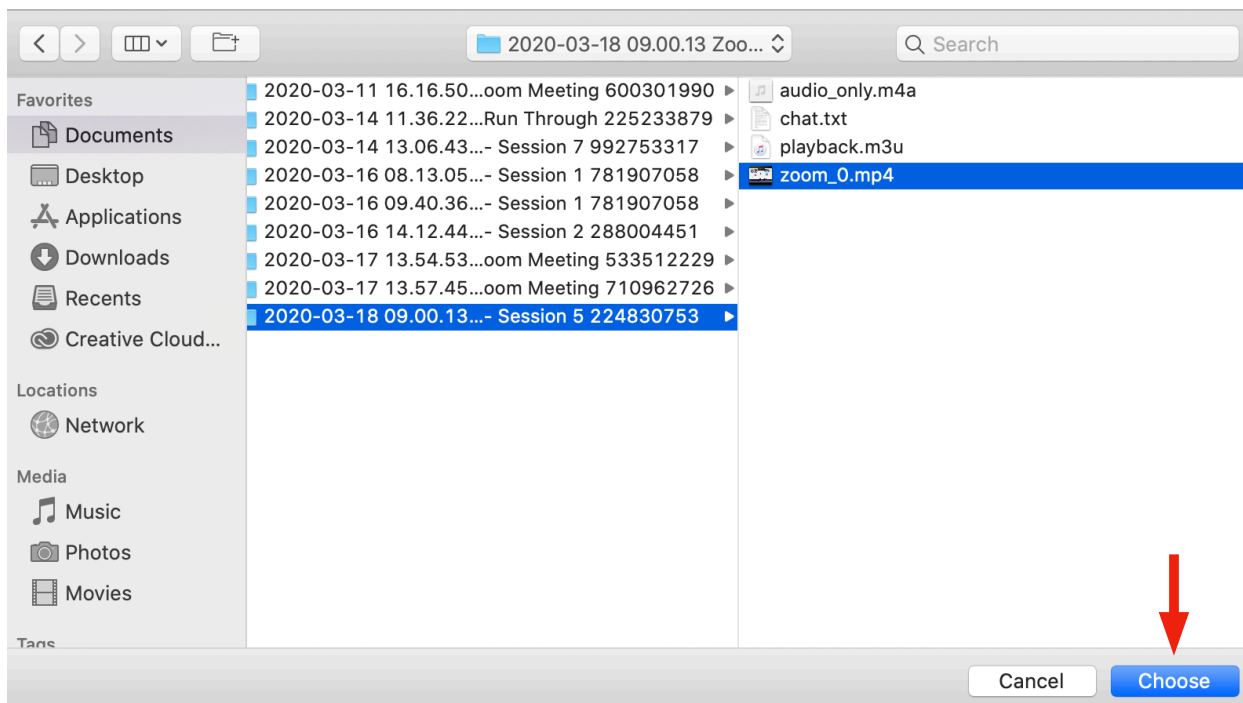 2020-03-18 09.00.13 Zoo...
Search
Favorites
Documents
Desktop
Applications
Downloads
Recents
Creative Cloud...
Locations
Network
Media
Music
Photos
Movies
Tags
2020-03-11 16.16.50...oom Meeting 600301990
2020-03-14 11.36.22...Run Through 225233879
2020-03-14 13.06.43...- Session 7 992753317
2020-03-16 08.13.05...- Session 1 781907058
2020-03-16 09.40.36...- Session 1 781907058
2020-03-16 14.12.44...- Session 2 288004451
2020-03-17 13.54.53...oom Meeting 533512229
2020-03-17 13.57.45...oom Meeting 710962726
2020-03-18 09.00.13...- Session 5 224830753
audio_only.m4a
chat.txt
playback.m3u
zoom_0.mp4
Cancel
Choose